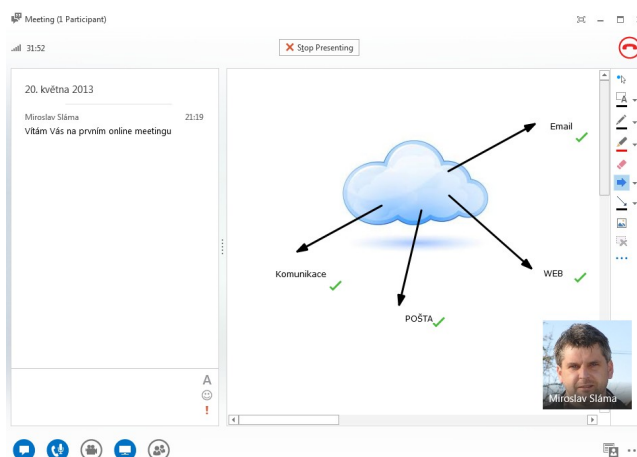 Meeting (1 Participant)
31:52
Stop Presenting
20. května 2013
Miroslav Sláma 21:19
Vítám Vás na prvním online meetingu
Email
Komunikace
WEB
POŠTA
Miroslav Sláma
A
A
!